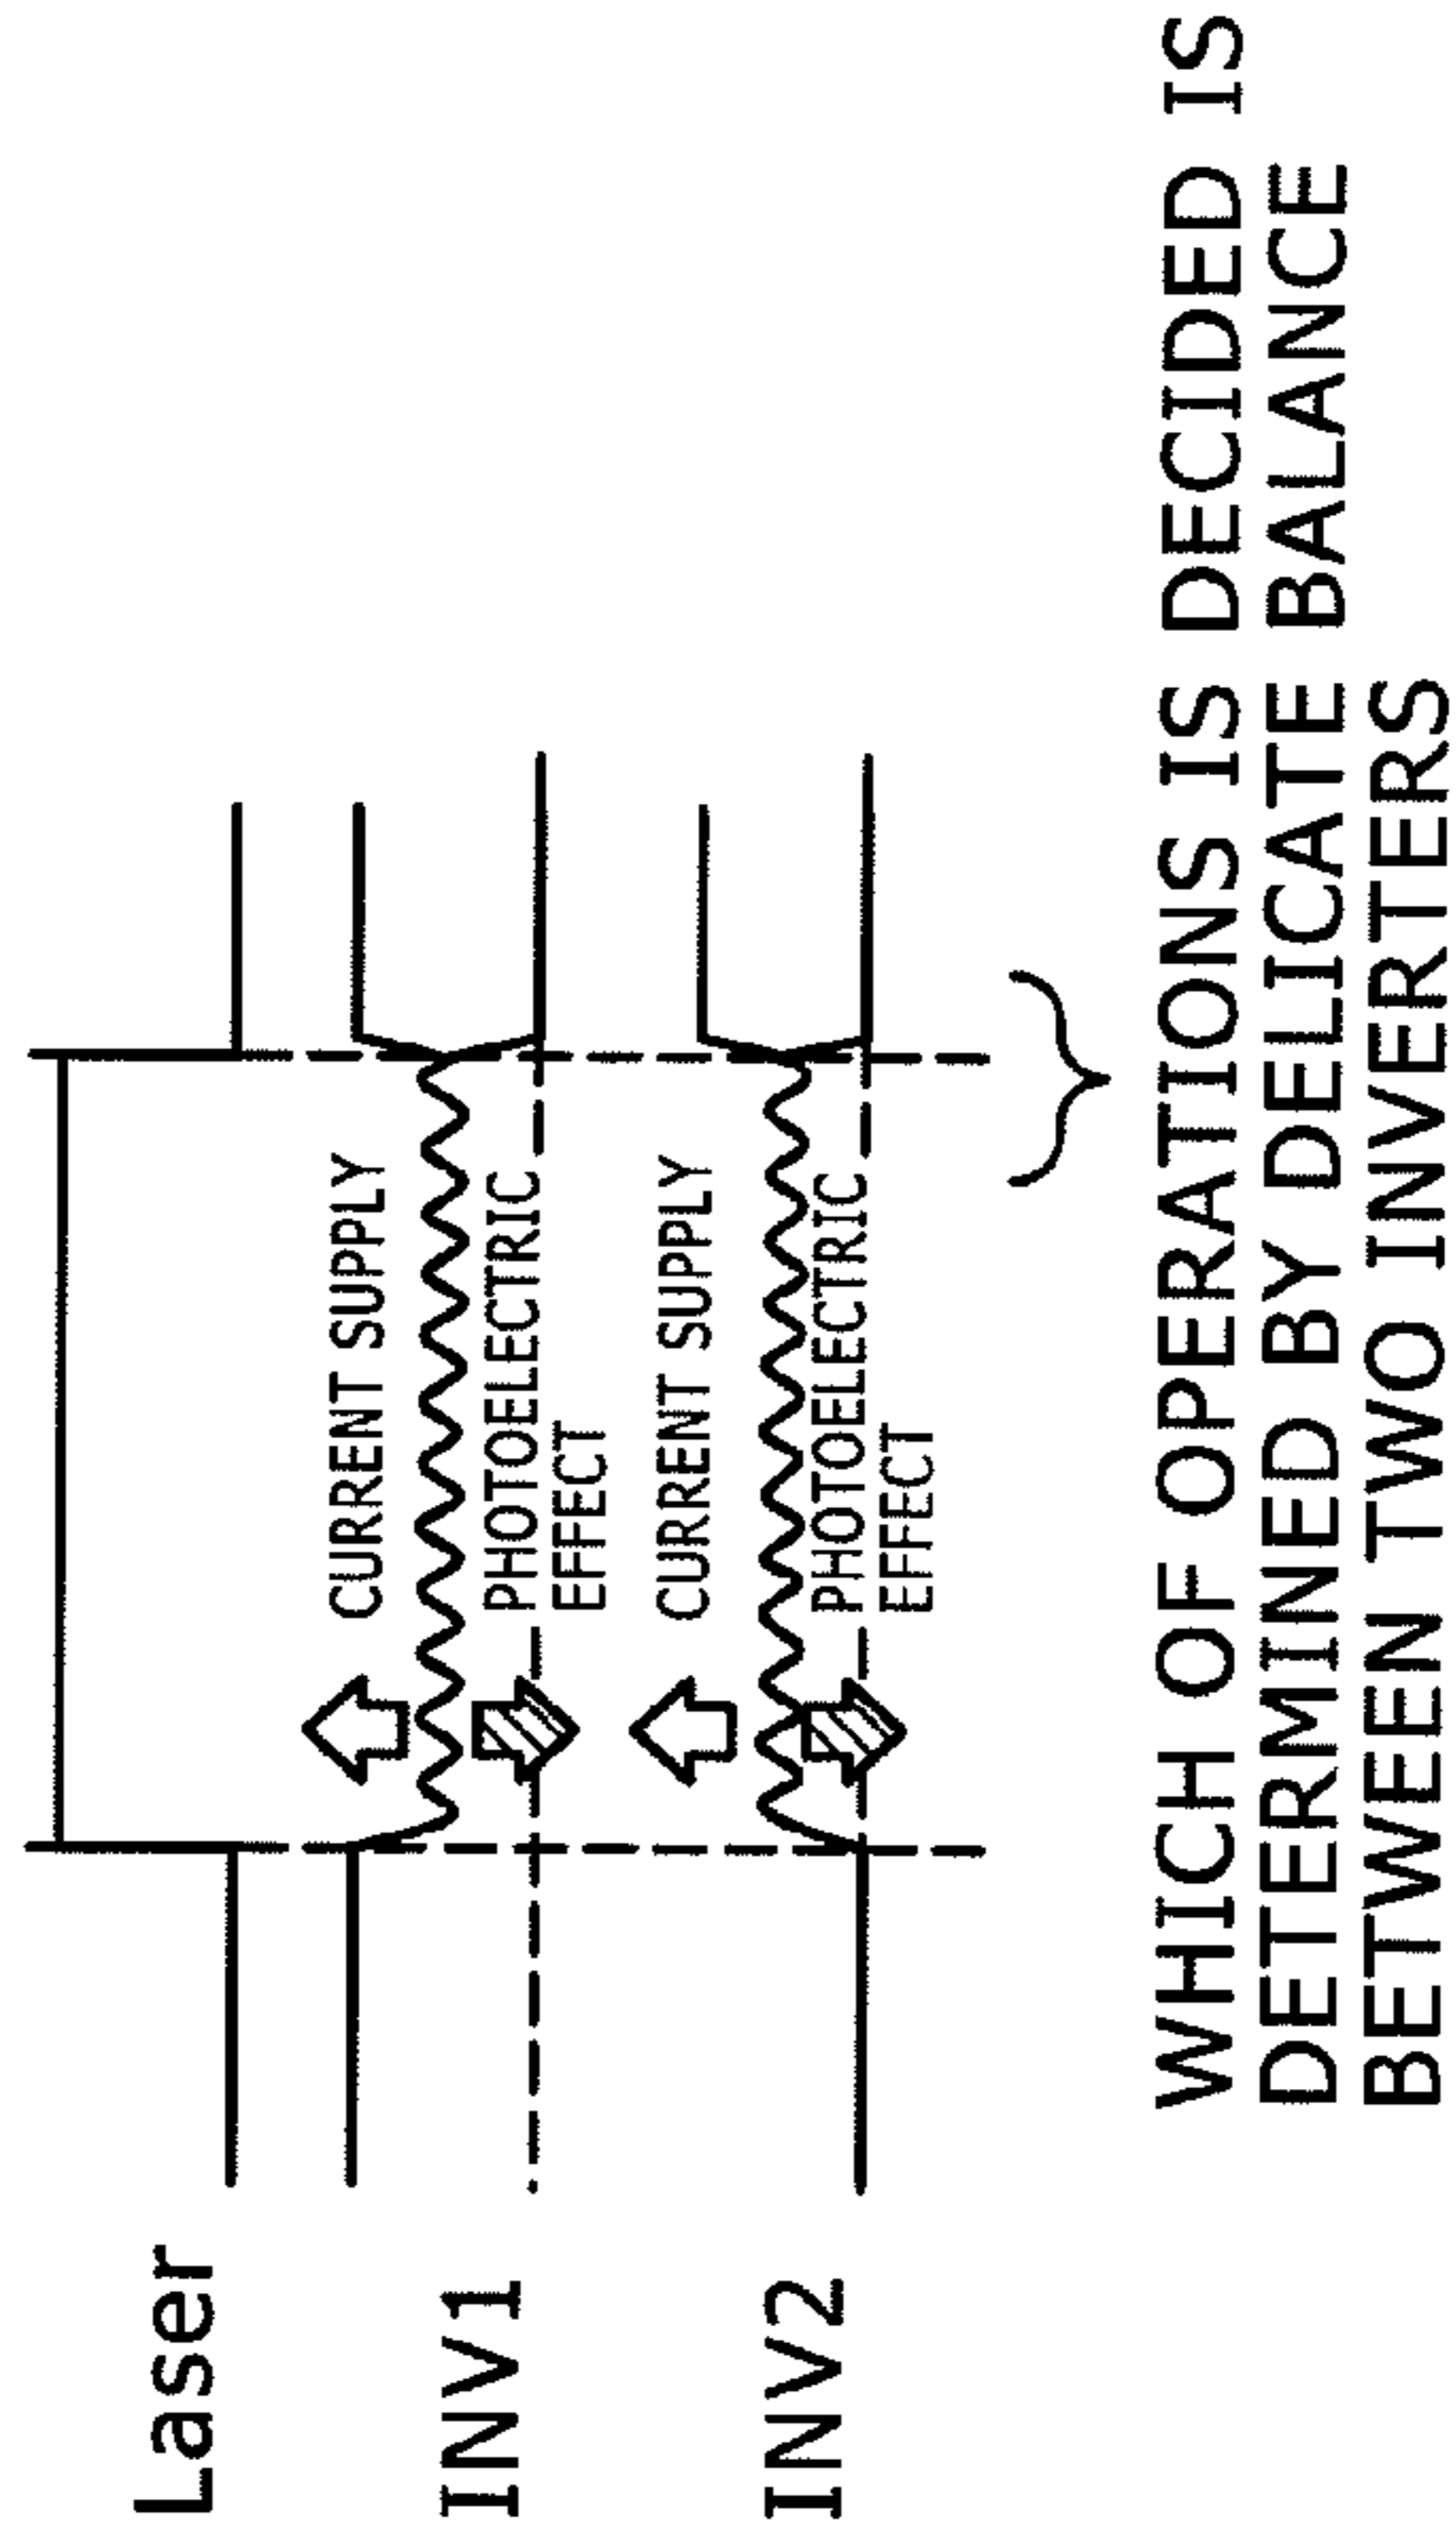 Laser
CURRENT SUPPLY
INV1
PHOTOELECTRIC
EFFECT
CURRENT SUPPLY
INV2
PHOTOELECTRIC
EFFECT
WHICH OF OPERATIONS IS DECIDED IS
DETERMINED BY DELICATE BALANCE
BETWEEN TWO INVERTERS